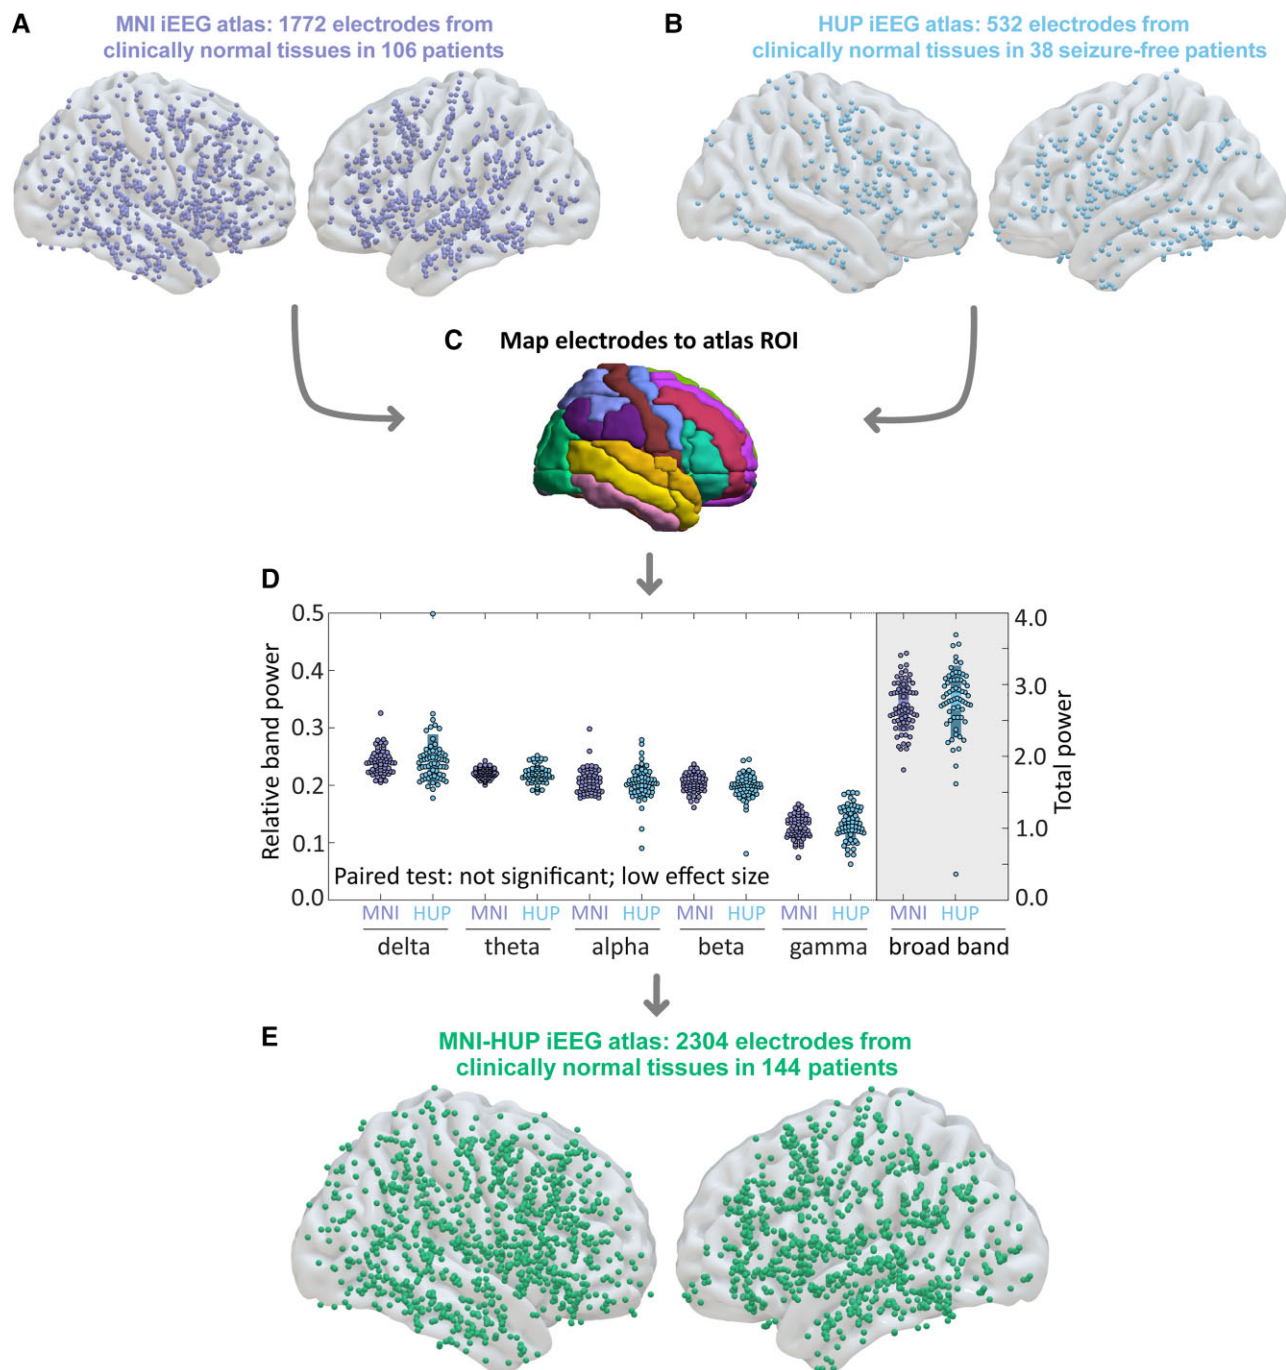 A
MNI iEEG atlas: 1772 electrodes from
clinically normal tissues in 106 patients
B
HUP iEEG atlas: 532 electrodes from
clinically normal tissues in 38 seizure-free patients
C Map electrodes to atlas ROI
D
Relative band power
0.5
0.4
0.3
0.2
0.1
0.0
4.0
3.0
2.0
1.0
0.0
Total power
Paired test: not significant; low effect size
MNI HUP MNI HUP MNI HUP MNI HUP MNI HUP MNI HUP
delta theta alpha beta gamma broad band
E
MNI-HUP iEEG atlas: 2304 electrodes from
clinically normal tissues in 144 patients